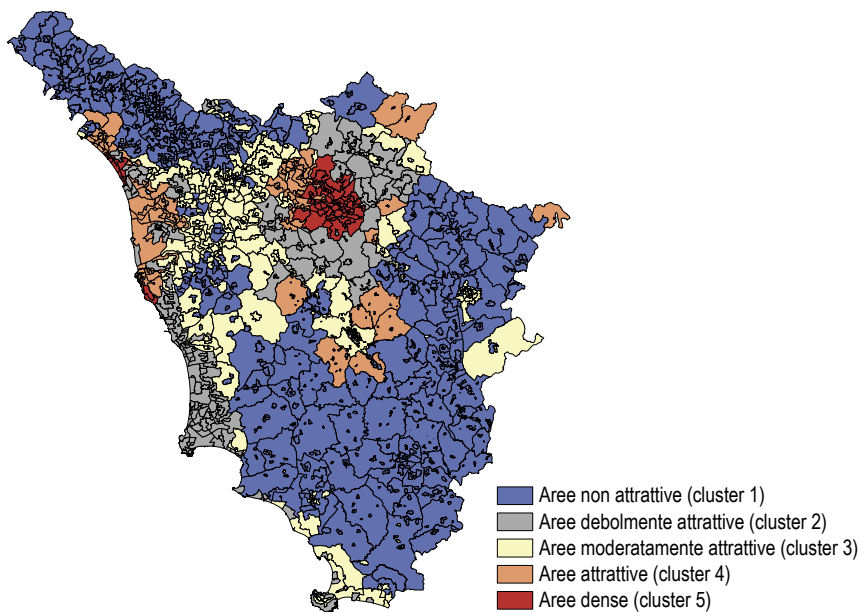 Aree non attrattive (cluster 1)
Aree debolmente attrattive (cluster 2)
Aree moderatamente attrattive (cluster 3)
Aree attrattive (cluster 4)
Aree dense (cluster 5)